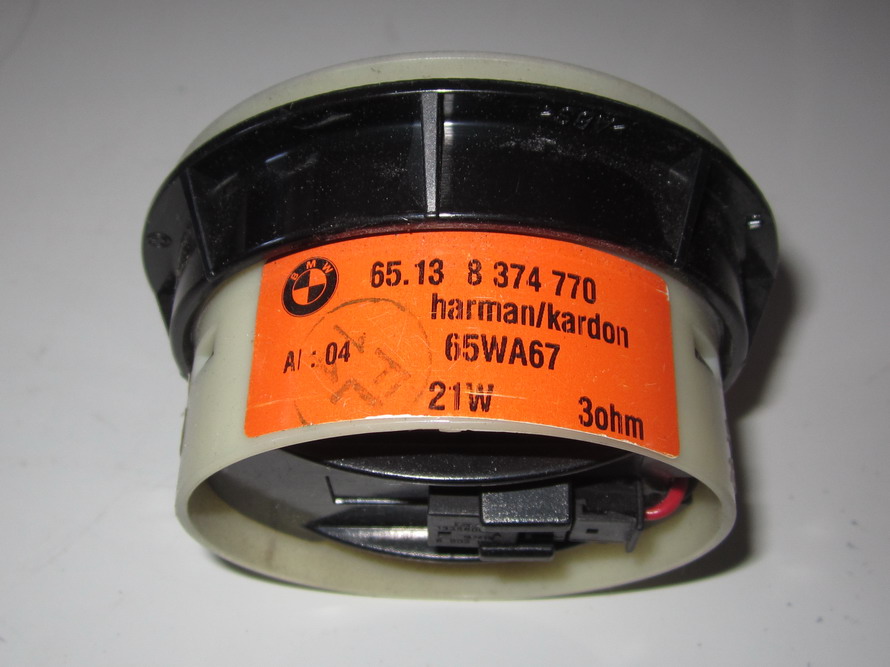 BMW
65.13 8 374 770
harman/kardon
65WA67
21W
3ohm